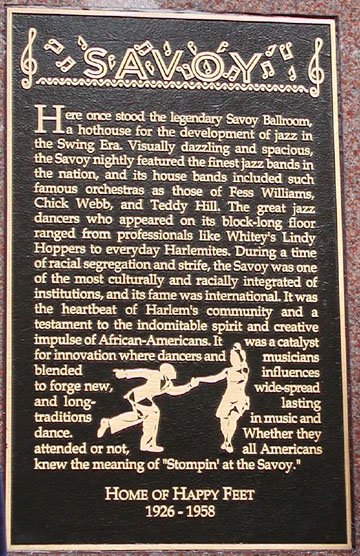 SAVOY
Here once stood the legendary Savoy Ballroom,
a hothouse for the development of jazz in
the Swing Era. Visually dazzling and spacious,
the Savoy nightly featured the finest jazz bands in
the nation, and its house bands included such
famous orchestras as those of Fess Williams,
Chick Webb, and Teddy Hill. The great jazz
dancers who appeared on its block-long floor
ranged from professionals like Whitey's Lindy
Hoppers to everyday Harlemites. During a time
of racial segregation and strife, the Savoy was one
of the most culturally and racially integrated of
institutions, and its fame was international. It was
the heartbeat of Harlem's community and a
testament to the indomitable spirit and creative
impulse of African-Americans. It was a catalyst
for innovation where dancers and musicians
blended influences
to forge new, wide-spread
and long- lasting
traditions in music and
dance. Whether they
attended or not, all Americans
knew the meaning of "Stompin' at the Savoy."
HOME OF HAPPY FEET
1926 - 1958